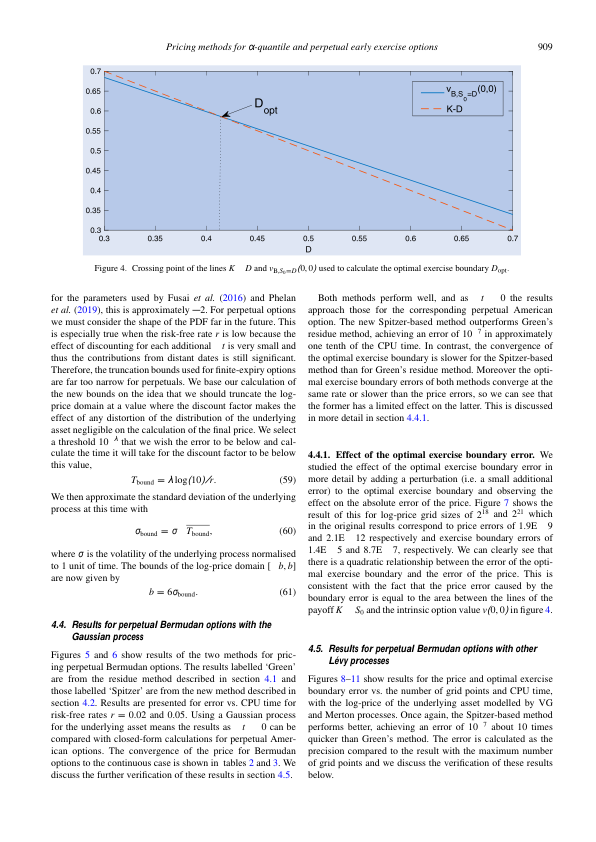 Pricing methods for α-quantile and perpetual early exercise options
909
0.7
0.65
0.6
0.55
0.5
0.45
0.4
0.35
0.3
0.3
0.35
0.4
0.45
0.5
0.55
0.6
0.65
0.7
D
D_opt
v_{B,S_0=D}(0,0)
K-D
Figure 4. Crossing point of the lines K D and v_{B,S_0=D}(0, 0) used to calculate the optimal exercise boundary D_opt.
for the parameters used by Fusai et al. (2016) and Phelan
et al. (2019), this is approximately −2. For perpetual options
we must consider the shape of the PDF far in the future. This
is especially true when the risk-free rate r is low because the
effect of discounting for each additional t is very small and
thus the contributions from distant dates is still significant.
Therefore, the truncation bounds used for finite-expiry options
are far too narrow for perpetuals. We base our calculation of
the new bounds on the idea that we should truncate the log-
price domain at a value where the discount factor makes the
effect of any distortion of the distribution of the underlying
asset negligible on the calculation of the final price. We select
a threshold 10^λ that we wish the error to be below and cal-
culate the time it will take for the discount factor to be below
this value,
T_bound = λ log(10)/r. (59)
We then approximate the standard deviation of the underlying
process at this time with
σ_bound = σ T_bound, (60)
where σ is the volatility of the underlying process normalised
to 1 unit of time. The bounds of the log-price domain [ b, b]
are now given by
b = 6σ_bound. (61)
4.4. Results for perpetual Bermudan options with the
Gaussian process
Figures 5 and 6 show results of the two methods for pric-
ing perpetual Bermudan options. The results labelled ‘Green’
are from the residue method described in section 4.1 and
those labelled ‘Spitzer’ are from the new method described in
section 4.2. Results are presented for error vs. CPU time for
risk-free rates r = 0.02 and 0.05. Using a Gaussian process
for the underlying asset means the results as t 0 can be
compared with closed-form calculations for perpetual Amer-
ican options. The convergence of the price for Bermudan
options to the continuous case is shown in tables 2 and 3. We
discuss the further verification of these results in section 4.5.
Both methods perform well, and as t 0 the results
approach those for the corresponding perpetual American
option. The new Spitzer-based method outperforms Green’s
residue method, achieving an error of 10^7 in approximately
one tenth of the CPU time. In contrast, the convergence of
the optimal exercise boundary is slower for the Spitzer-based
method than for Green’s residue method. Moreover the opti-
mal exercise boundary errors of both methods converge at the
same rate or slower than the price errors, so we can see that
the former has a limited effect on the latter. This is discussed
in more detail in section 4.4.1.
4.4.1. Effect of the optimal exercise boundary error. We
studied the effect of the optimal exercise boundary error in
more detail by adding a perturbation (i.e. a small additional
error) to the optimal exercise boundary and observing the
effect on the absolute error of the price. Figure 7 shows the
result of this for log-price grid sizes of 2^18 and 2^21 which
in the original results correspond to price errors of 1.9E 9
and 2.1E 12 respectively and exercise boundary errors of
1.4E 5 and 8.7E 7, respectively. We can clearly see that
there is a quadratic relationship between the error of the opti-
mal exercise boundary and the error of the price. This is
consistent with the fact that the price error caused by the
boundary error is equal to the area between the lines of the
payoff K S_0 and the intrinsic option value v(0, 0) in figure 4.
4.5. Results for perpetual Bermudan options with other
Lévy processes
Figures 8–11 show results for the price and optimal exercise
boundary error vs. the number of grid points and CPU time,
with the log-price of the underlying asset modelled by VG
and Merton processes. Once again, the Spitzer-based method
performs better, achieving an error of 10^7 about 10 times
quicker than Green’s method. The error is calculated as the
precision compared to the result with the maximum number
of grid points and we discuss the verification of these results
below.